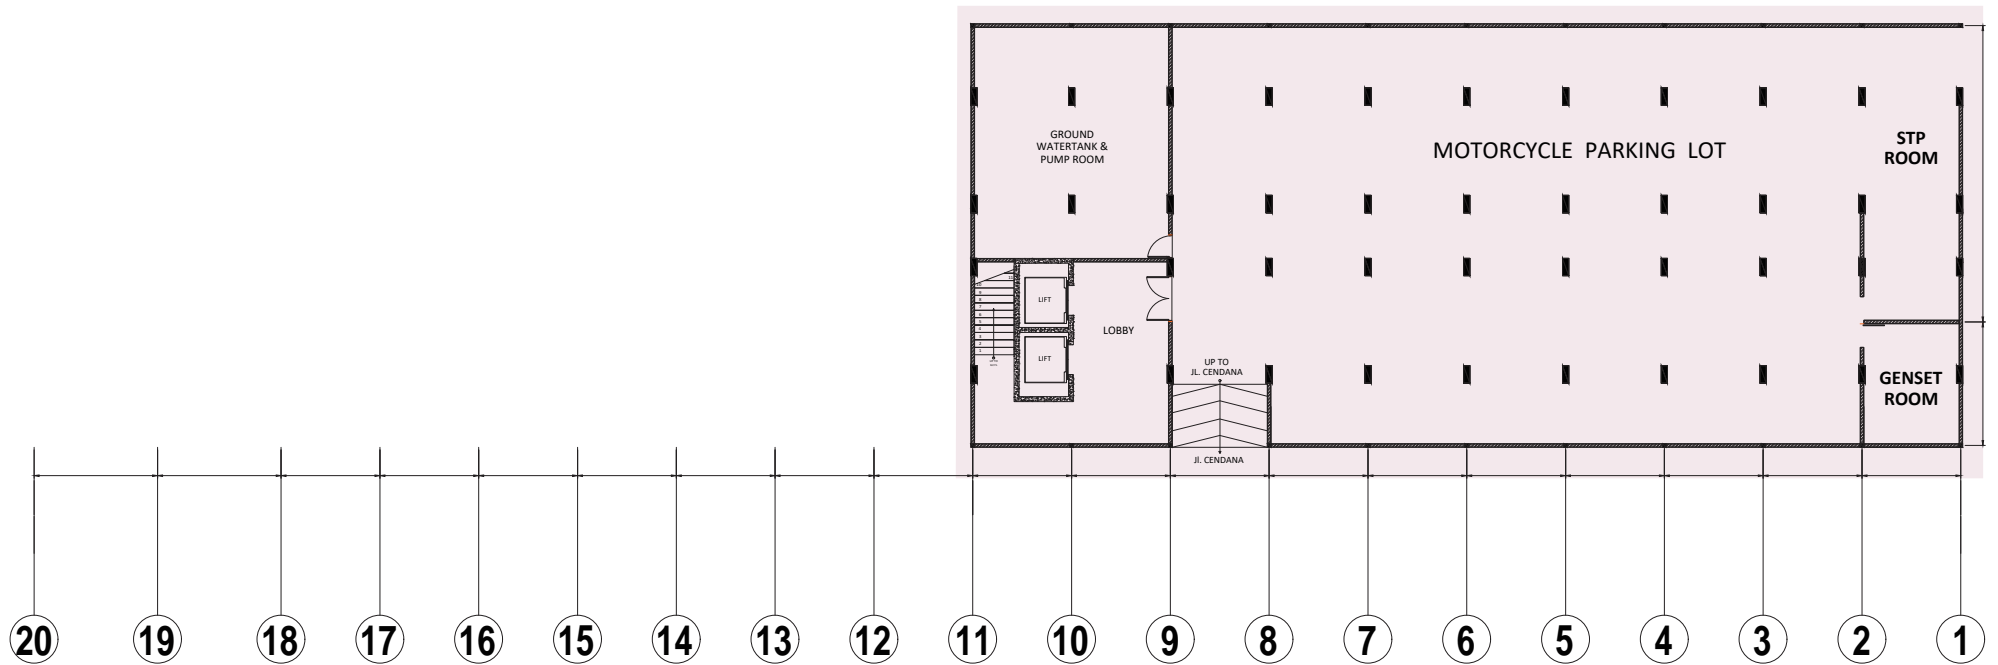 GROUND
WATERTANK &
PUMP ROOM
MOTORCYCLE PARKING LOT
STP
ROOM
LIFT
LOBBY
LIFT
UP TO
JL. CENDANA
GENSET
ROOM
Jl. CENDANA
20 19 18 17 16 15 14 13 12 11 10 9 8 7 6 5 4 3 2 1